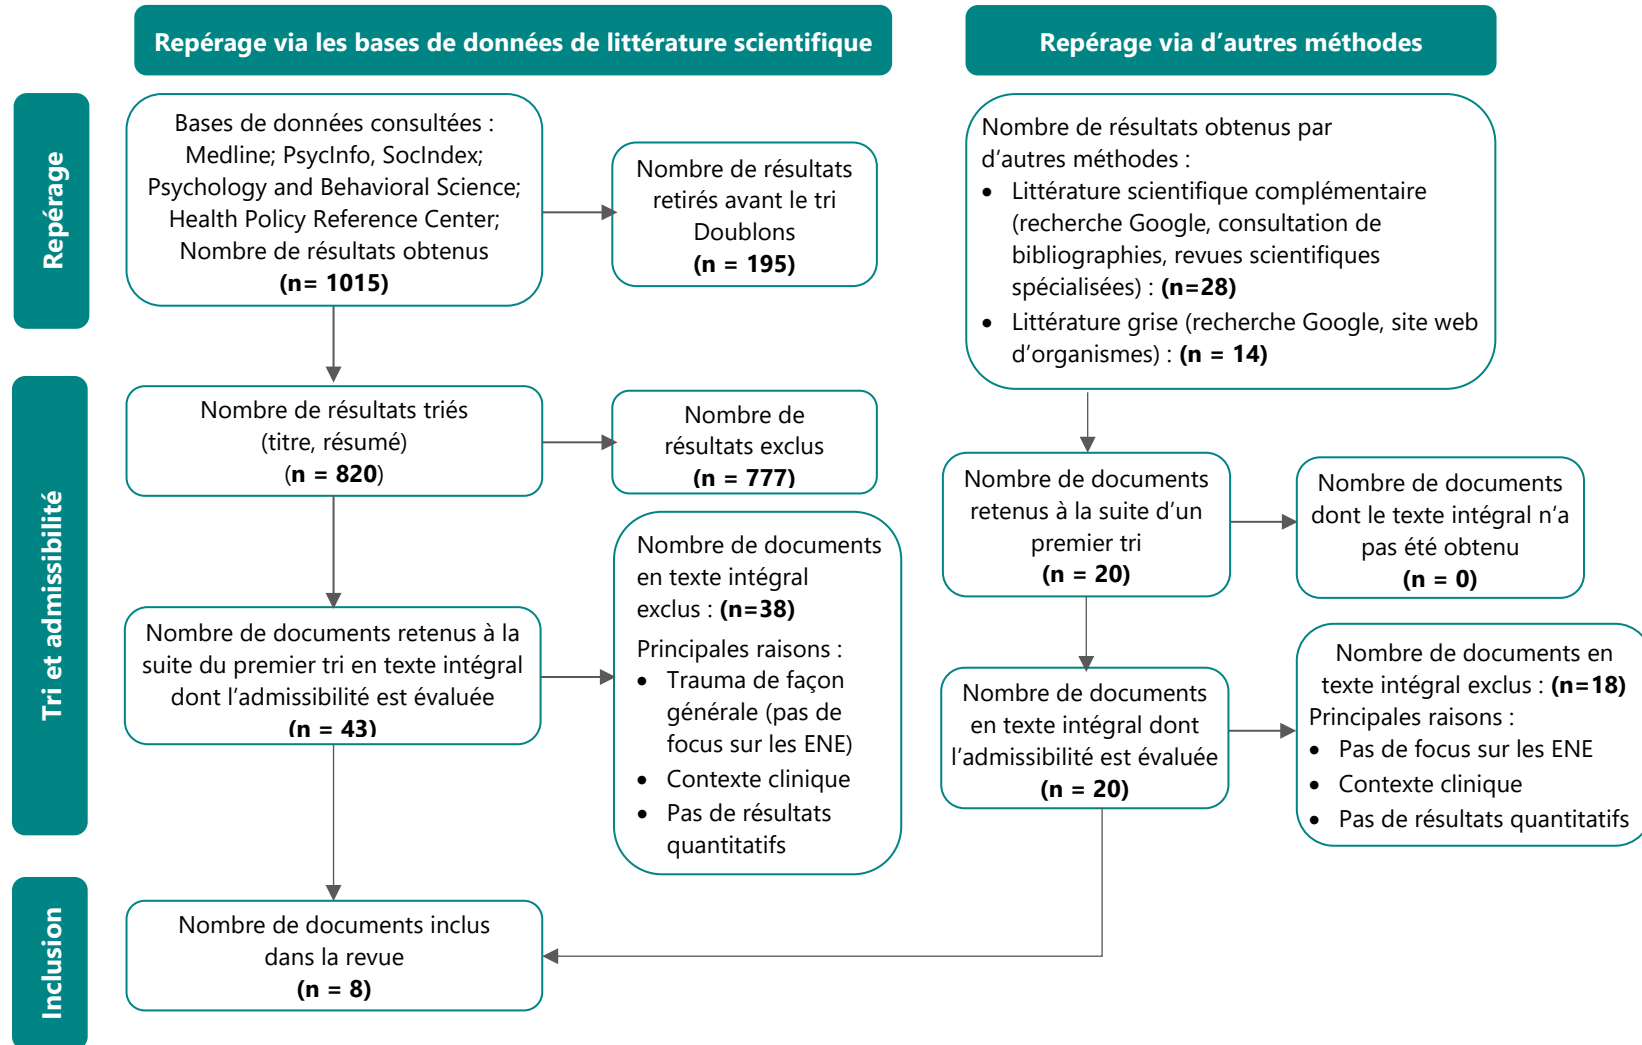 Repérage via les bases de données de littérature scientifique
Repérage via d'autres méthodes
Repérage
Bases de données consultées :
Medline; PsycInfo, SocIndex;
Psychology and Behavioral Science;
Health Policy Reference Center;
Nombre de résultats obtenus
(n= 1015)
Nombre de résultats
retirés avant le tri
Doublons
(n = 195)
Nombre de résultats obtenus par
d'autres méthodes :
• Littérature scientifique complémentaire
(recherche Google, consultation de
bibliographies, revues scientifiques
spécialisées) : (n=28)
• Littérature grise (recherche Google, site web
d'organismes) : (n = 14)
Tri et admissibilité
Nombre de résultats triés
(titre, résumé)
(n = 820)
Nombre de
résultats exclus
(n = 777)
Nombre de documents
retenus à la suite d'un
premier tri
(n = 20)
Nombre de documents
dont le texte intégral n'a
pas été obtenu
(n = 0)
Nombre de documents retenus à la
suite du premier tri en texte intégral
dont l'admissibilité est évaluée
(n = 43)
Nombre de documents
en texte intégral
exclus : (n=38)
Principales raisons :
• Trauma de façon
générale (pas de
focus sur les ENE)
• Contexte clinique
• Pas de résultats
quantitatifs
Nombre de documents
en texte intégral dont
l'admissibilité est évaluée
(n = 20)
Nombre de documents en
texte intégral exclus : (n=18)
Principales raisons :
• Pas de focus sur les ENE
• Contexte clinique
• Pas de résultats quantitatifs
Inclusion
Nombre de documents inclus
dans la revue
(n = 8)